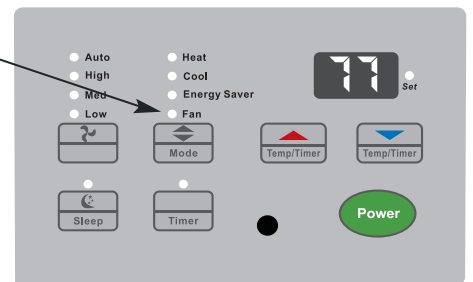 Auto
High
Med
Low
Heat
Cool
Energy Saver
Fan
77
Set
Mode
Temp/Timer
Temp/Timer
Sleep
Timer
Power